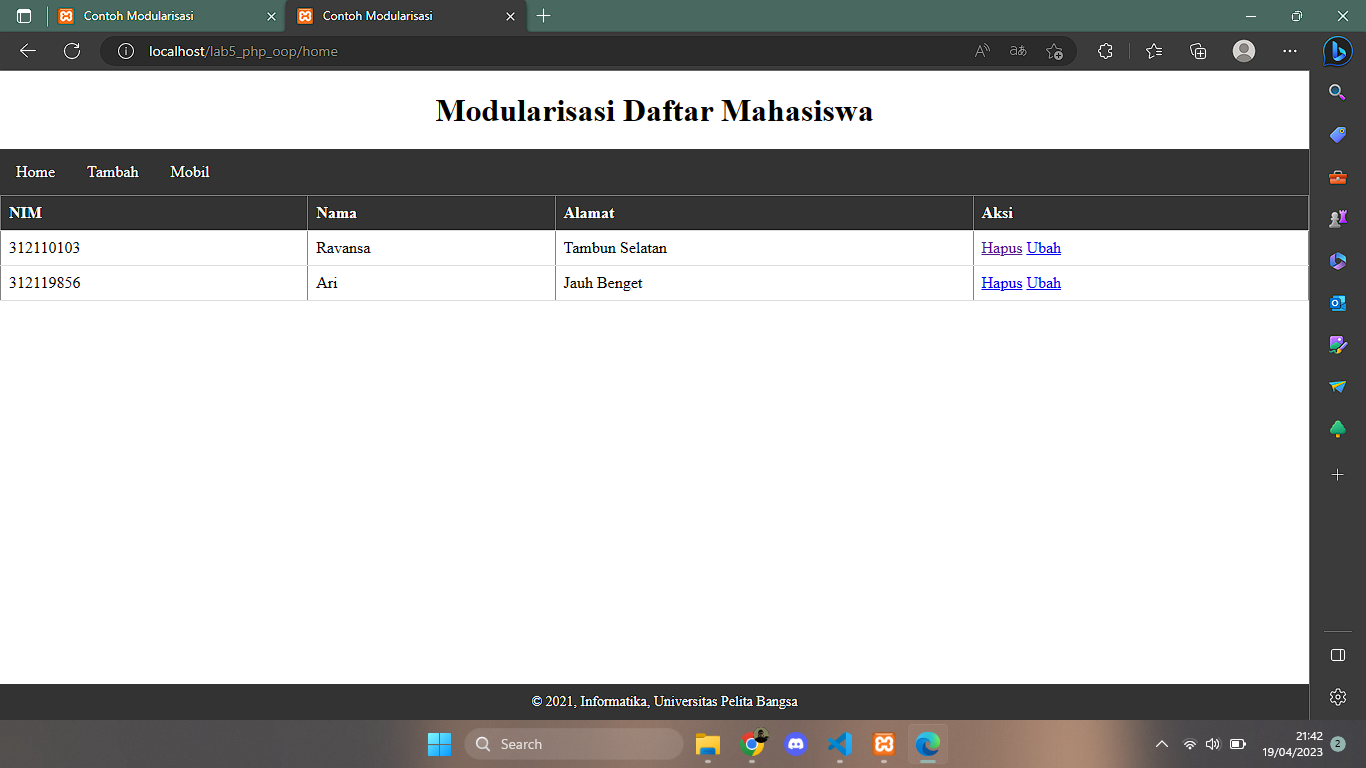 Contoh Modularisasi
Contoh Modularisasi
localhost/lab5_php_oop/home
Modularisasi Daftar Mahasiswa
Home Tambah Mobil
NIM Nama Alamat Aksi
312110103 Ravansa Tambun Selatan Hapus Ubah
312119856 Ari Jauh Benget Hapus Ubah
© 2021, Informatika, Universitas Pelita Bangsa
Search
21:42
19/04/2023
2